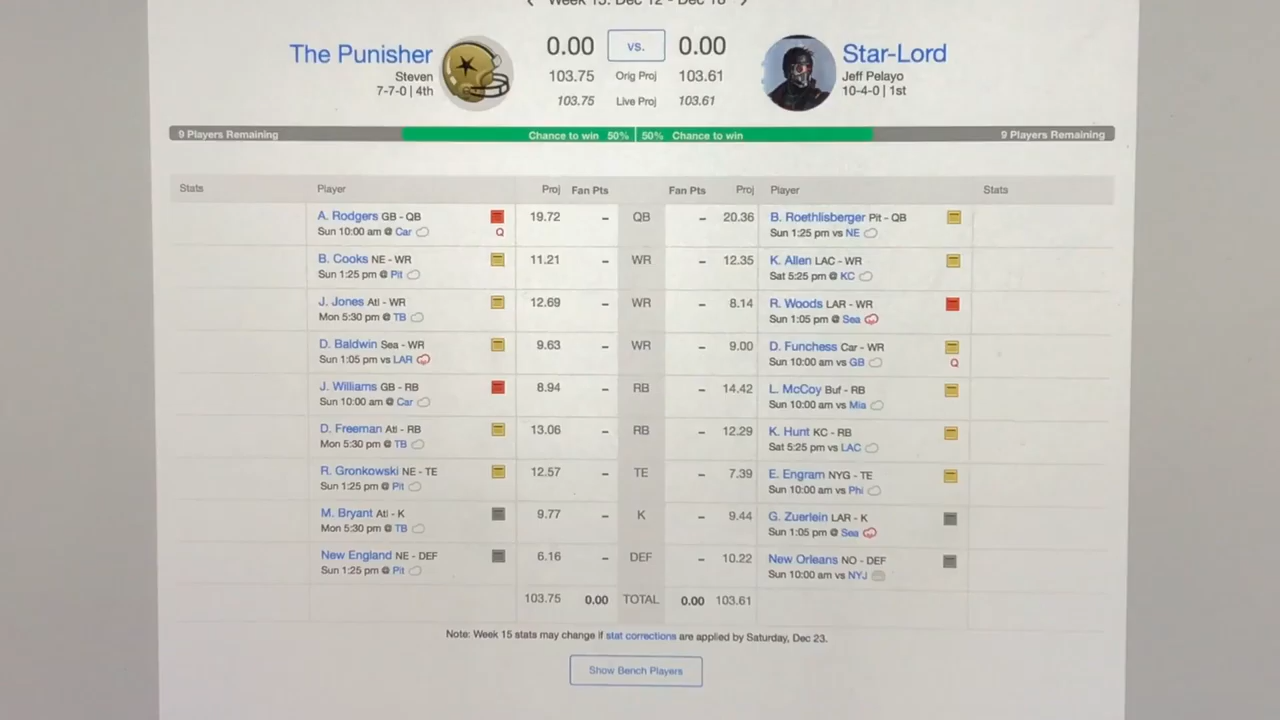 Week 15: Dec 12 - Dec 18
The Punisher 0.00 vs. 0.00 Star-Lord
Steven 103.75 Orig Proj 103.61 Jeff Pelayo
7-7-0 | 4th 103.75 Live Proj 103.61 10-4-0 | 1st
9 Players Remaining Chance to win 50% 50% Chance to win 9 Players Remaining
Stats Player Proj Fan Pts Fan Pts Proj Player Stats
A. Rodgers GB - QB 19.72 – QB – 20.36 B. Roethlisberger Pit - QB
Sun 10:00 am @ Car Q Sun 1:25 pm vs NE
B. Cooks NE - WR 11.21 – WR – 12.35 K. Allen LAC - WR
Sun 1:25 pm @ Pit Sat 5:25 pm @ KC
J. Jones Atl - WR 12.69 – WR – 8.14 R. Woods LAR - WR
Mon 5:30 pm @ TB Sun 1:05 pm @ Sea
D. Baldwin Sea - WR 9.63 – WR – 9.00 D. Funchess Car - WR
Sun 1:05 pm vs LAR Sun 10:00 am vs GB Q
J. Williams GB - RB 8.94 – RB – 14.42 L. McCoy Buf - RB
Sun 10:00 am @ Car Sun 10:00 am vs Mia
D. Freeman Atl - RB 13.06 – RB – 12.29 K. Hunt KC - RB
Mon 5:30 pm @ TB Sat 5:25 pm vs LAC
R. Gronkowski NE - TE 12.57 – TE – 7.39 E. Engram NYG - TE
Sun 1:25 pm @ Pit Sun 10:00 am vs Phi
M. Bryant Atl - K 9.77 – K – 9.44 G. Zuerlein LAR - K
Mon 5:30 pm @ TB Sun 1:05 pm @ Sea
New England NE - DEF 6.16 – DEF – 10.22 New Orleans NO - DEF
Sun 1:25 pm @ Pit Sun 10:00 am vs NYJ
103.75 0.00 TOTAL 0.00 103.61
Note: Week 15 stats may change if stat corrections are applied by Saturday, Dec 23.
Show Bench Players